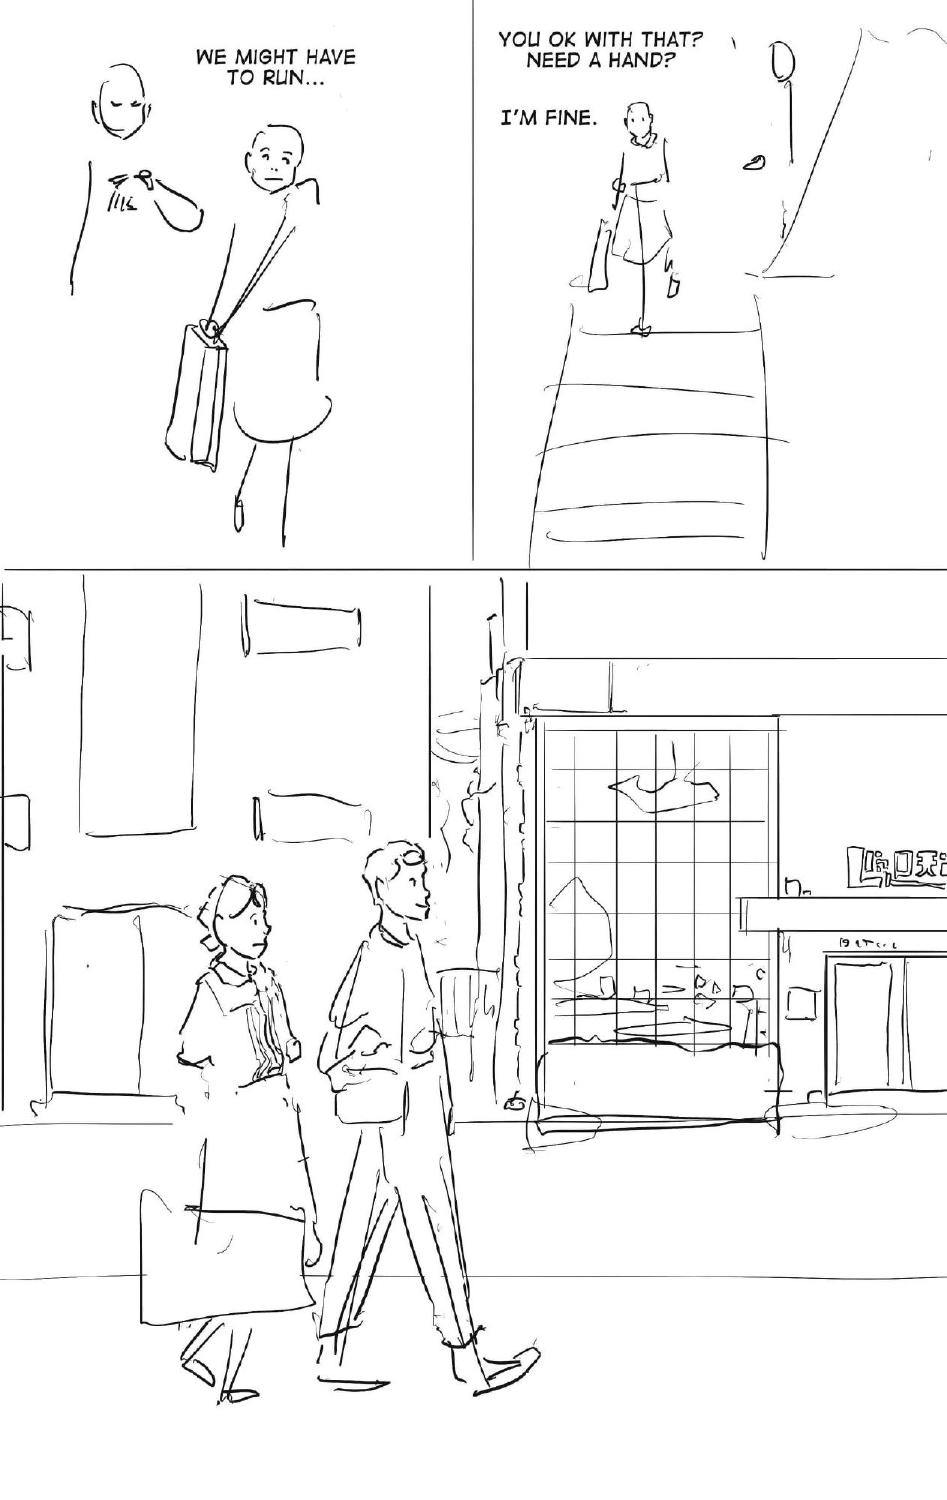 WE MIGHT HAVE
TO RUN...
YOU OK WITH THAT?
NEED A HAND?
I'M FINE.